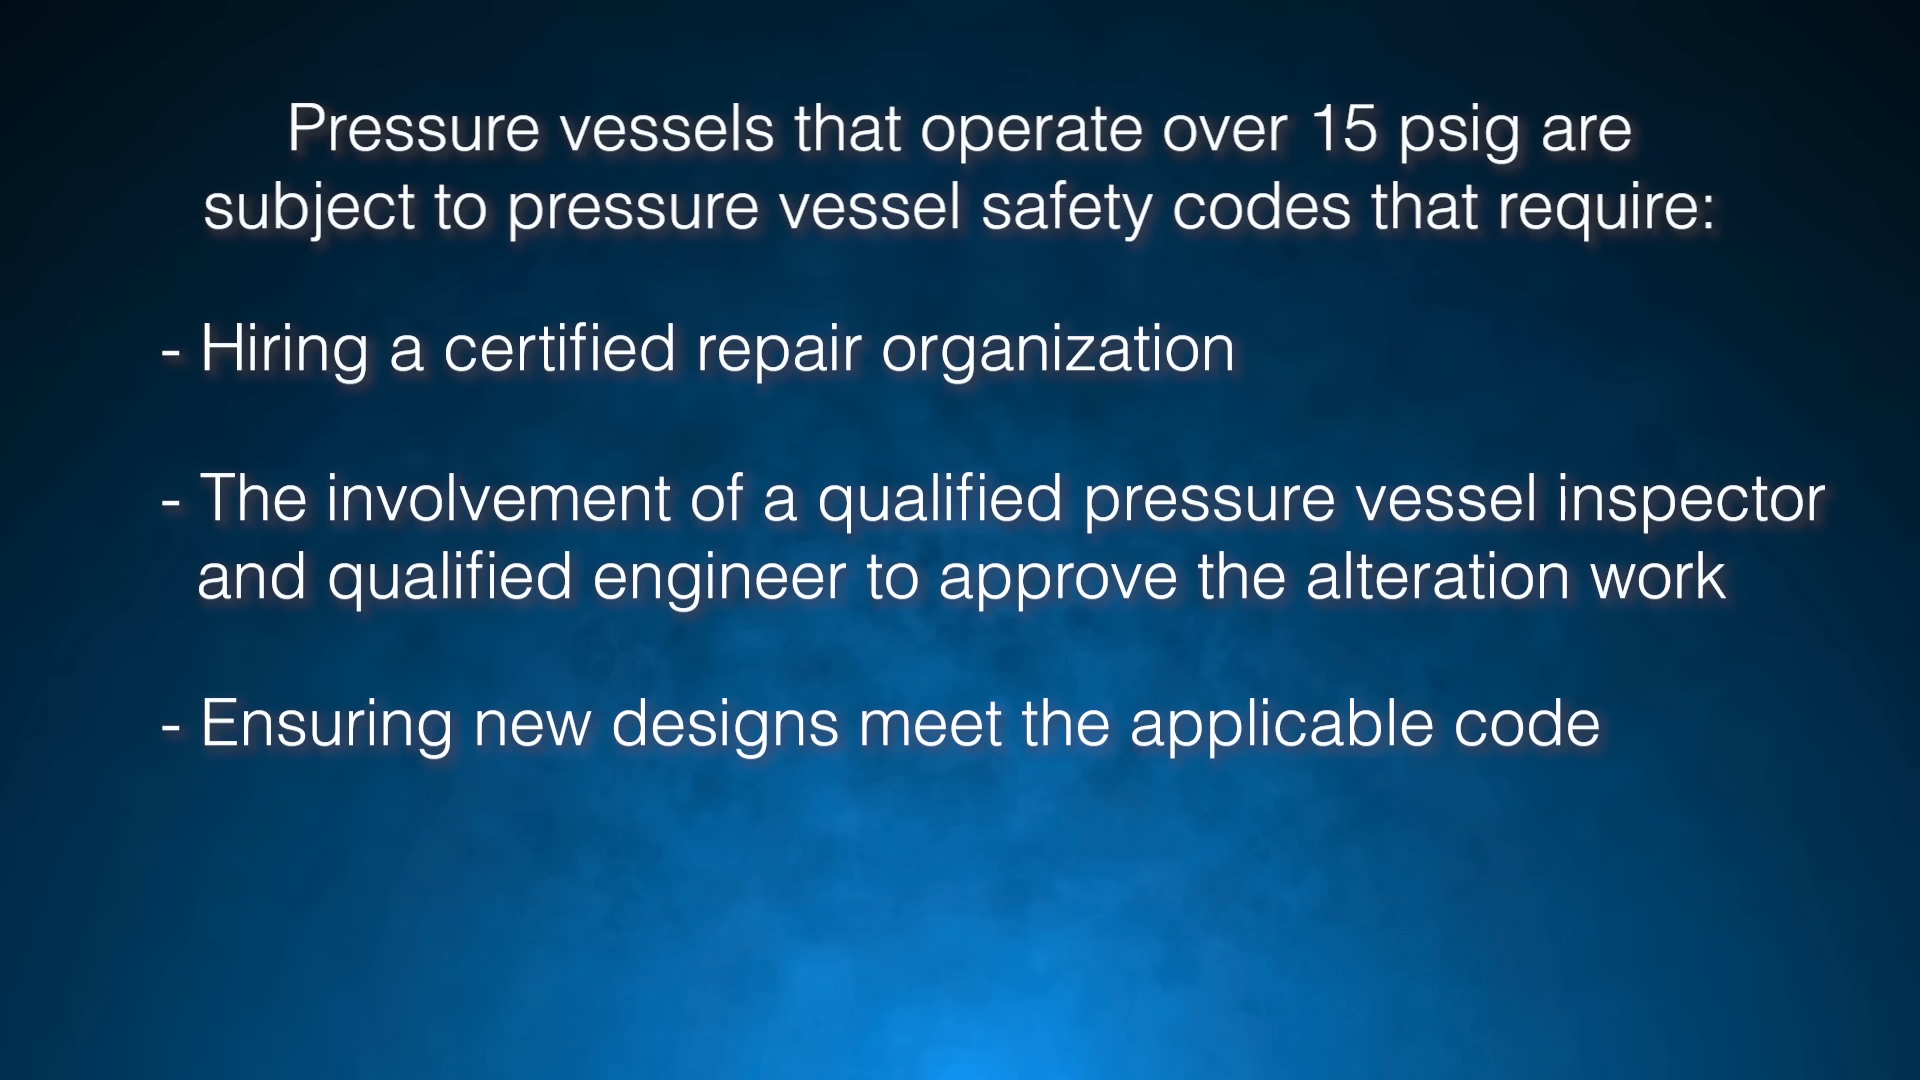 Pressure vessels that operate over 15 psig are
subject to pressure vessel safety codes that require:
- Hiring a certified repair organization
- The involvement of a qualified pressure vessel inspector
and qualified engineer to approve the alteration work
- Ensuring new designs meet the applicable code